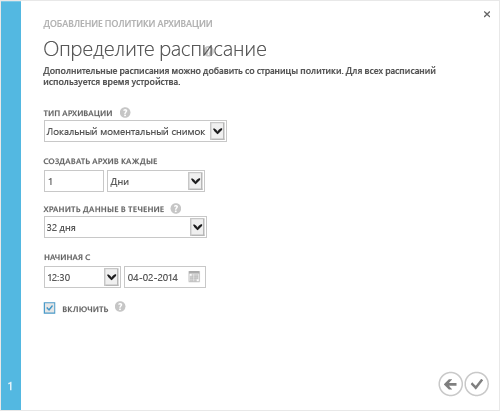 ДОБАВЛЕНИЕ ПОЛИТИКИ АРХИВАЦИИ
Определите расписание
Дополнительные расписания можно добавить со страницы политики. Для всех расписаний
используется время устройства.
ТИП АРХИВАЦИИ ?
Локальный моментальный снимок
СОЗДАВАТЬ АРХИВ КАЖДЫЕ
1 Дни
ХРАНИТЬ ДАННЫЕ В ТЕЧЕНИЕ ?
32 дня
НАЧИНАЯ С
12:30 04-02-2014
ВКЛЮЧИТЬ ?
1